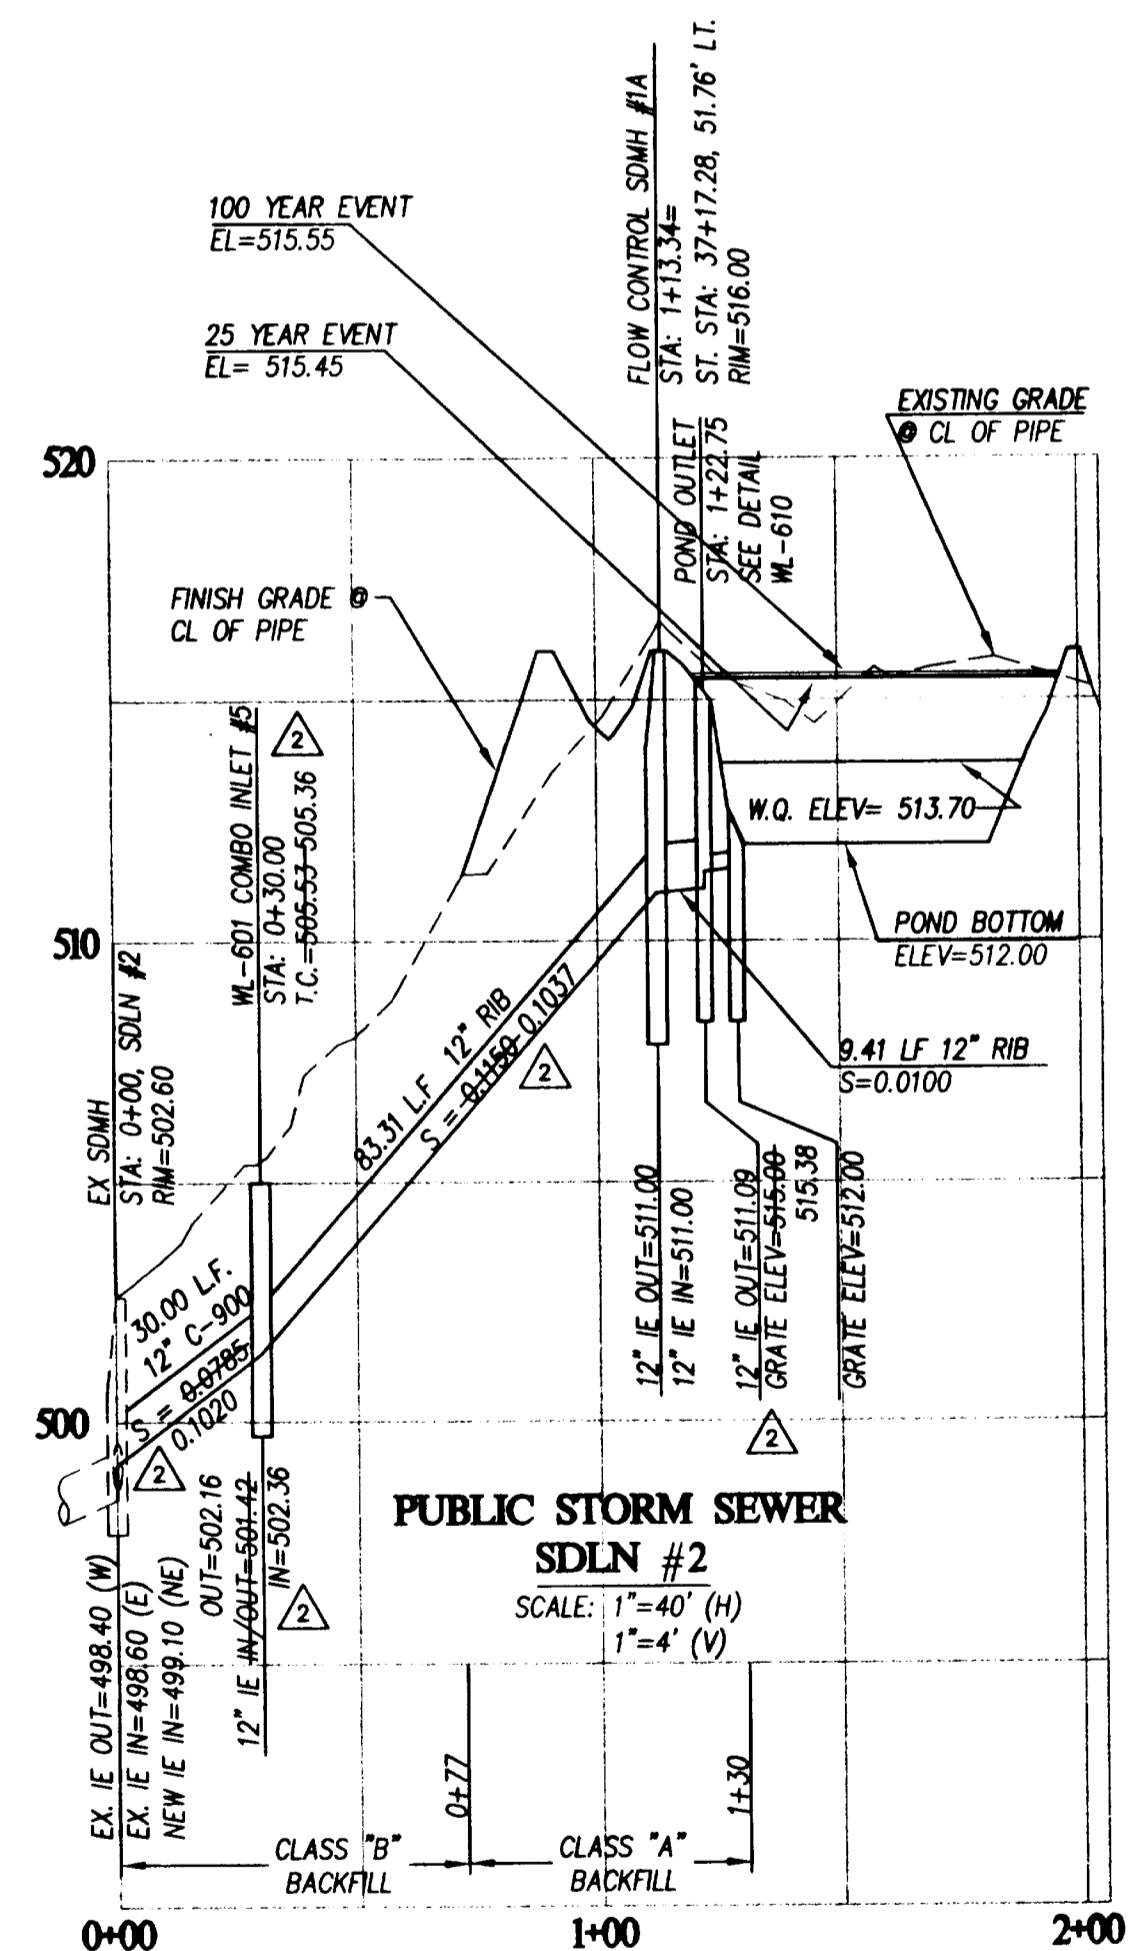 100 YEAR EVENT
EL=515.55
25 YEAR EVENT
EL= 515.45
FLOW CONTROL SDMH #1A
STA: 1+13.34=
ST. STA: 37+17.28, 51.76' LT.
RIM=516.00
POND OUTLET
STA: 1+22.75
SEE DETAIL
WL-610
EXISTING GRADE
@ CL OF PIPE
520
FINISH GRADE @
CL OF PIPE
WL-601 COMBO INLET #5
STA: 0+30.00
T.C.=505.53 505.36
2
W.Q. ELEV= 513.70
POND BOTTOM
ELEV=512.00
510
EX SDMH
STA: 0+00, SDLN #2
RIM=502.60
83.31 L.F 12" RIB
S = 0.1150 0.1037
2
9.41 LF 12" RIB
S=0.0100
30.00 L.F.
12" C-900
S = 0.0785
0.1020
2
500
12" IE OUT=511.00
12" IE IN=511.00
12" IE OUT=511.09
GRATE ELEV=515.00
515.38
GRATE ELEV=512.00
2
EX. IE OUT=498.40 (W)
EX. IE IN=498.60 (E)
NEW IE IN=499.10 (NE)
OUT=502.16
12" IE IN/OUT=501.42
IN=502.36
2
PUBLIC STORM SEWER
SDLN #2
SCALE: 1"=40' (H)
1"=4' (V)
0+77
1+30
CLASS "B"
BACKFILL
CLASS "A"
BACKFILL
0+00
1+00
2+00